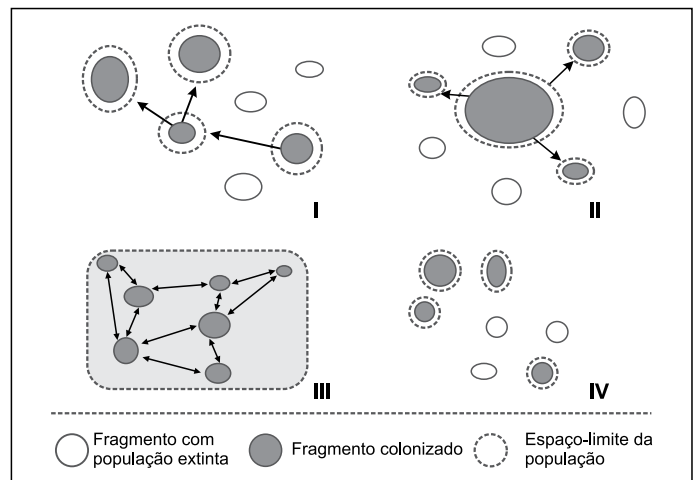 I
II
III
IV
Fragmento com
população extinta
Fragmento colonizado
Espaço-limite da
população